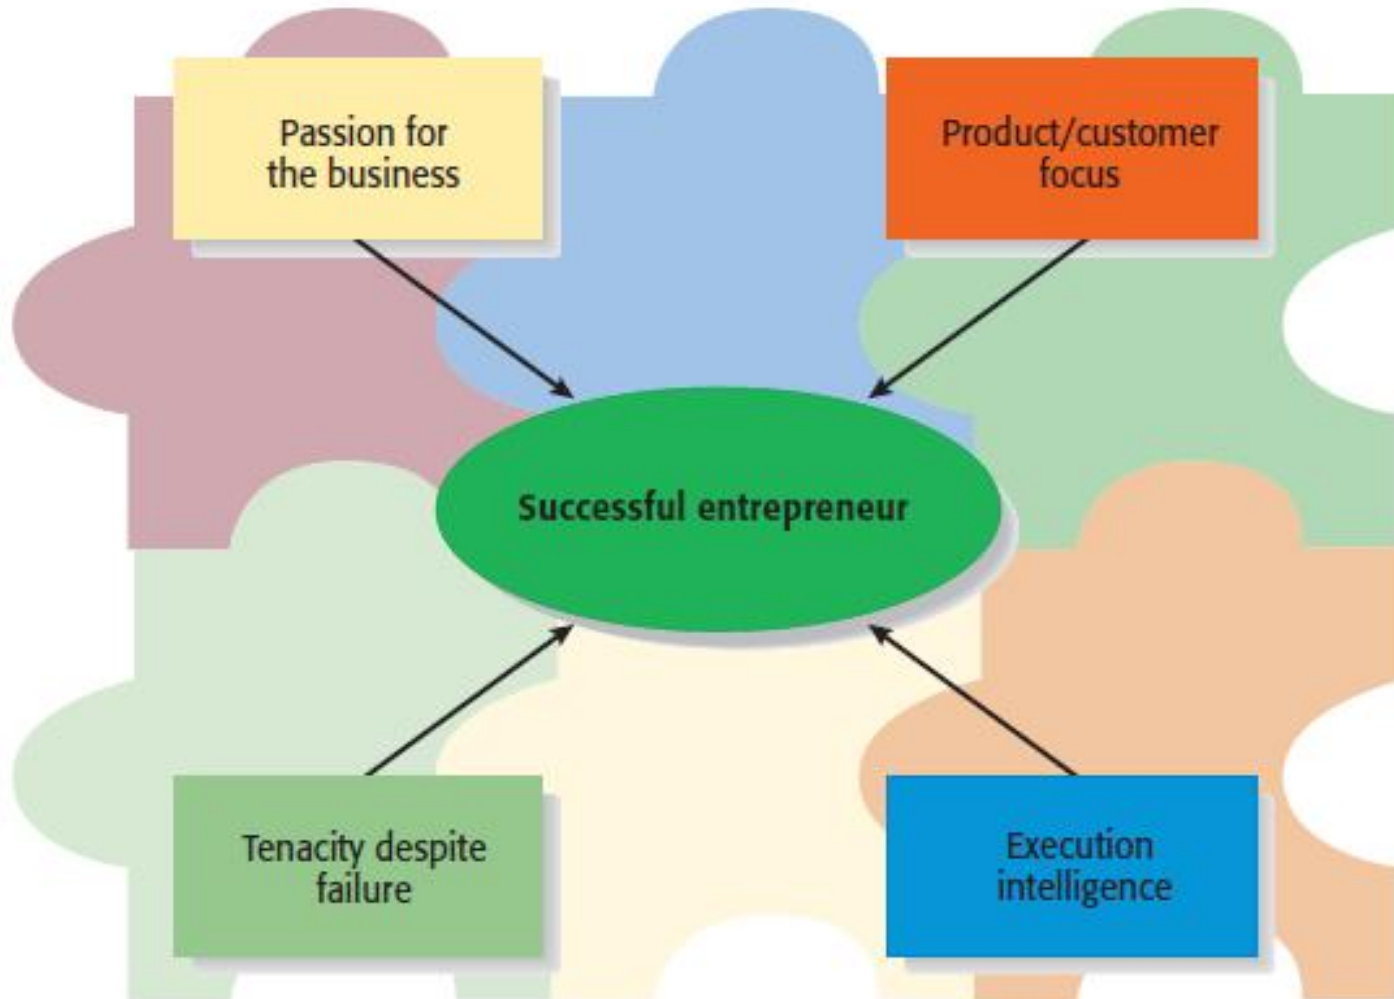 Passion for
the business
Product/customer
focus
Successful entrepreneur
Tenacity despite
failure
Execution
intelligence